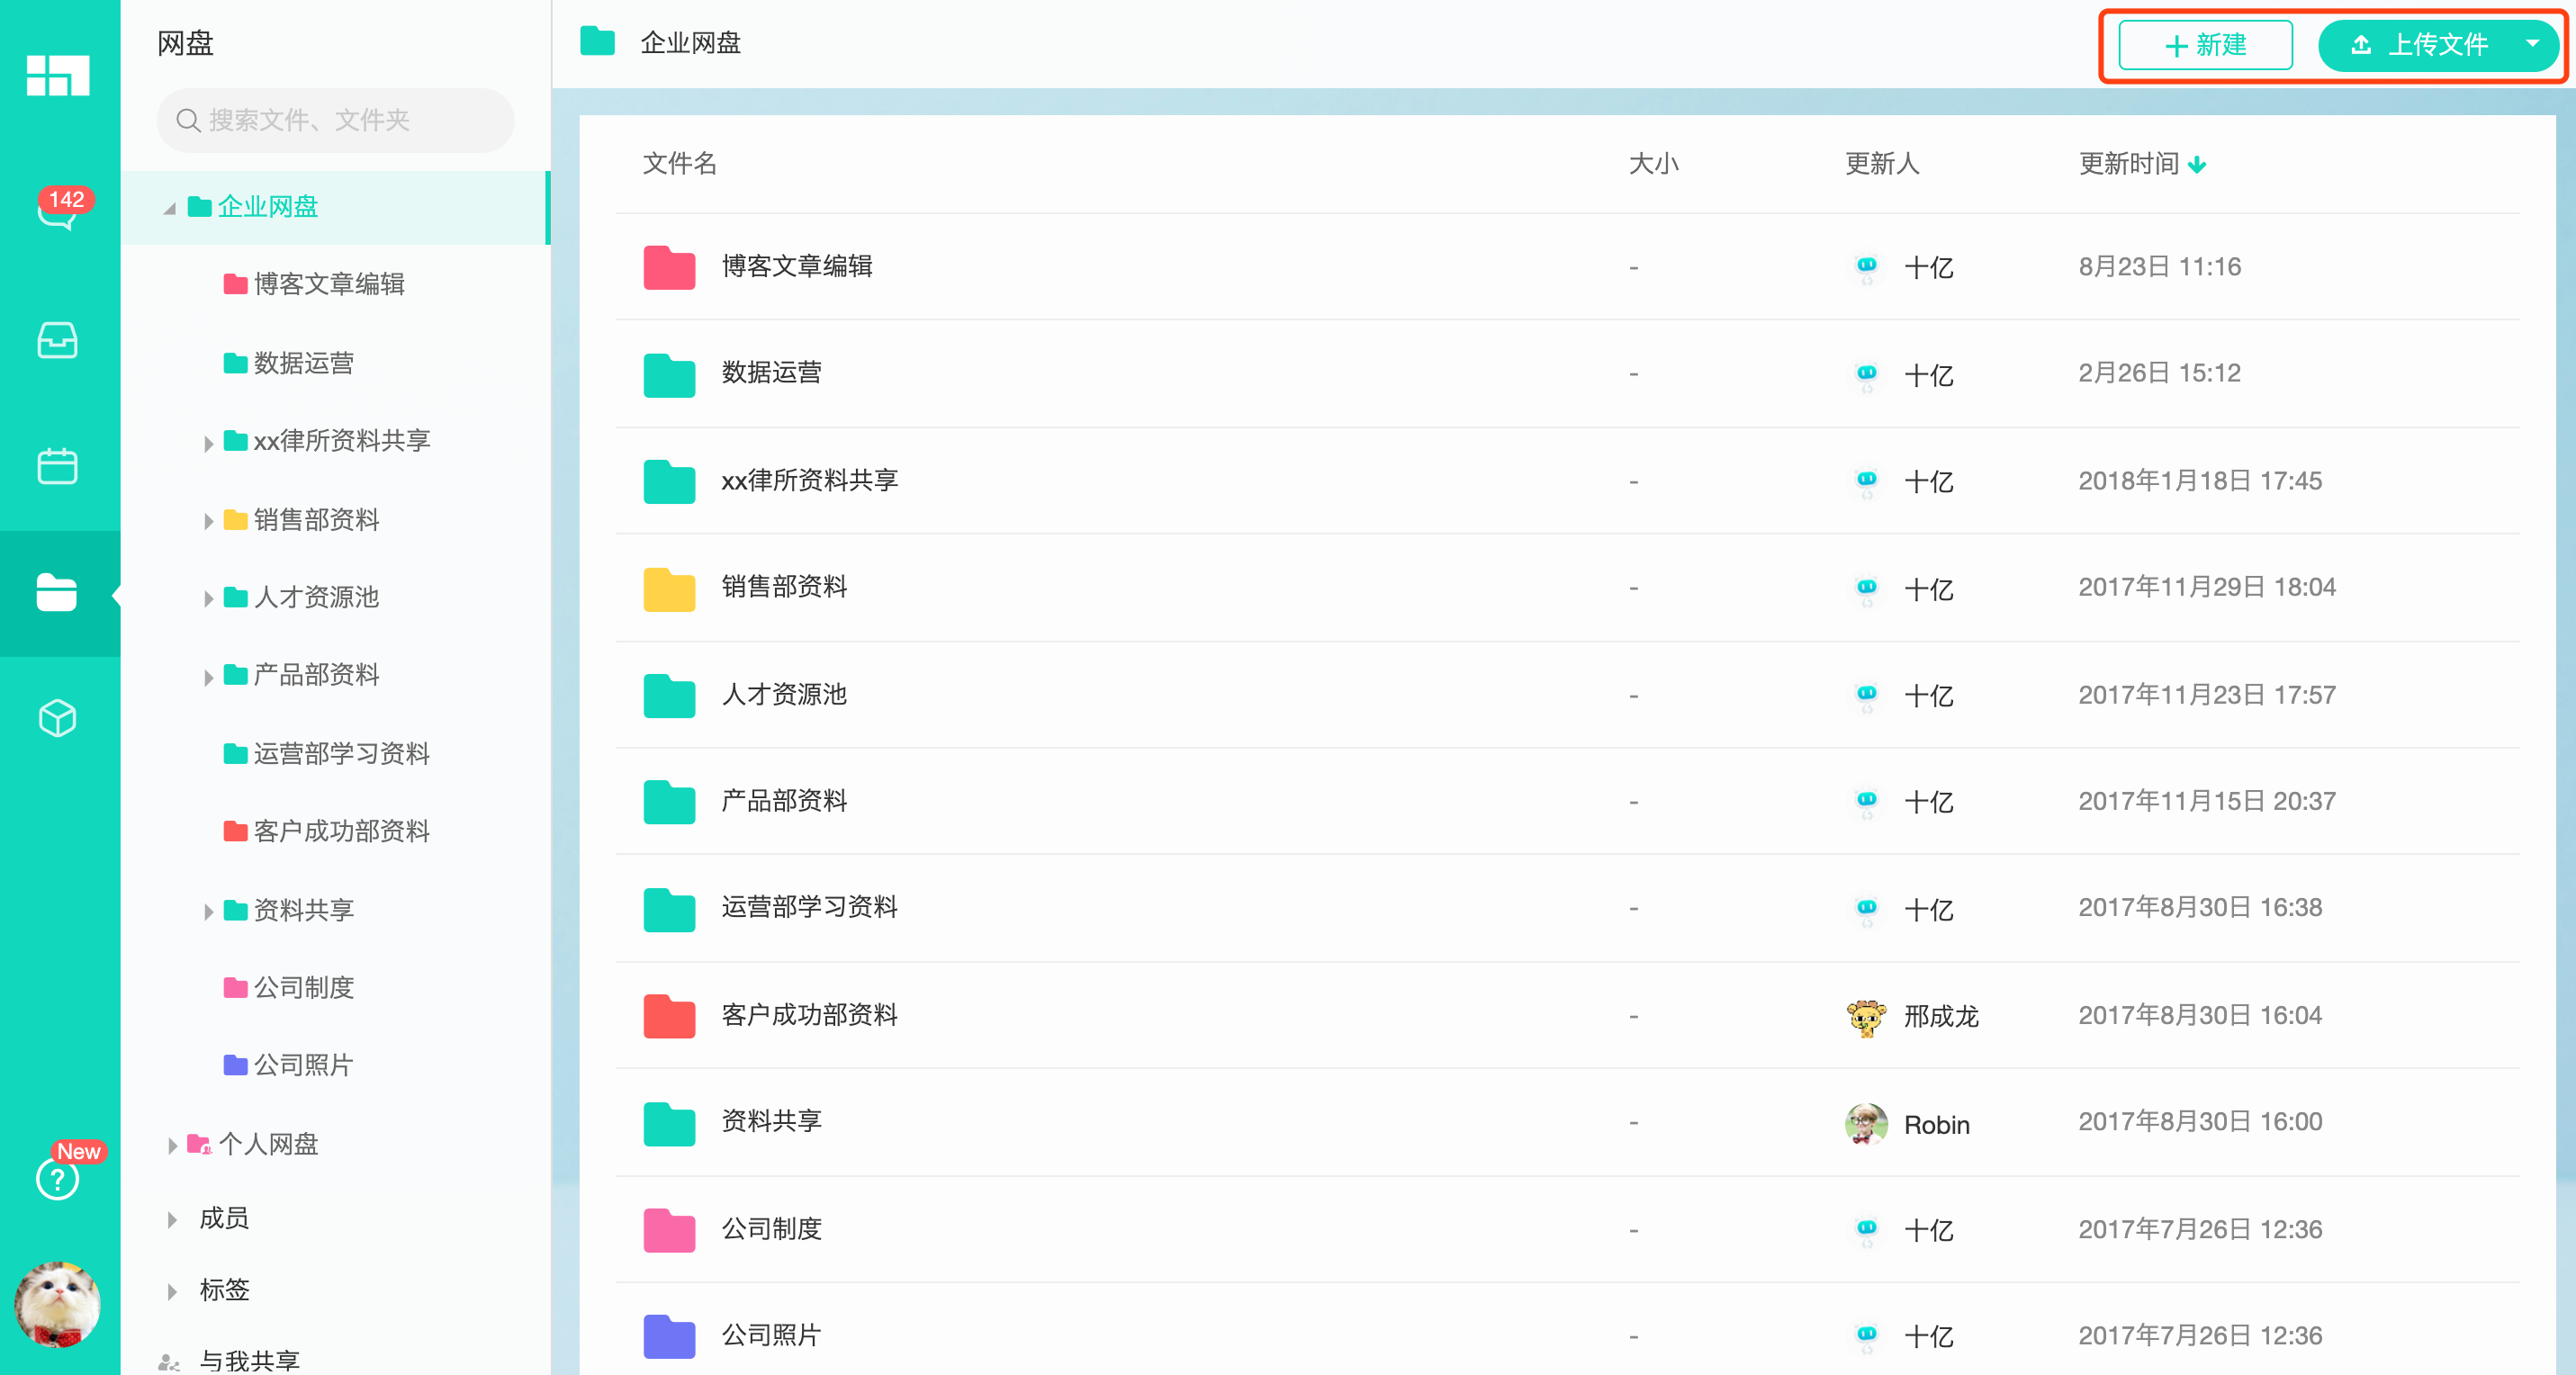 网盘
搜索文件、文件夹
142
企业网盘
博客文章编辑
数据运营
xx律所资料共享
销售部资料
人才资源池
产品部资料
运营部学习资料
客户成功部资料
资料共享
公司制度
公司照片
个人网盘
成员
标签
与我共享
New
?
企业网盘
新建
上传文件
文件名 大小 更新人 更新时间
博客文章编辑 - 十亿 8月23日 11:16
数据运营 - 十亿 2月26日 15:12
xx律所资料共享 - 十亿 2018年1月18日 17:45
销售部资料 - 十亿 2017年11月29日 18:04
人才资源池 - 十亿 2017年11月23日 17:57
产品部资料 - 十亿 2017年11月15日 20:37
运营部学习资料 - 十亿 2017年8月30日 16:38
客户成功部资料 - 邢成龙 2017年8月30日 16:04
资料共享 - Robin 2017年8月30日 16:00
公司制度 - 十亿 2017年7月26日 12:36
公司照片 - 十亿 2017年7月26日 12:36